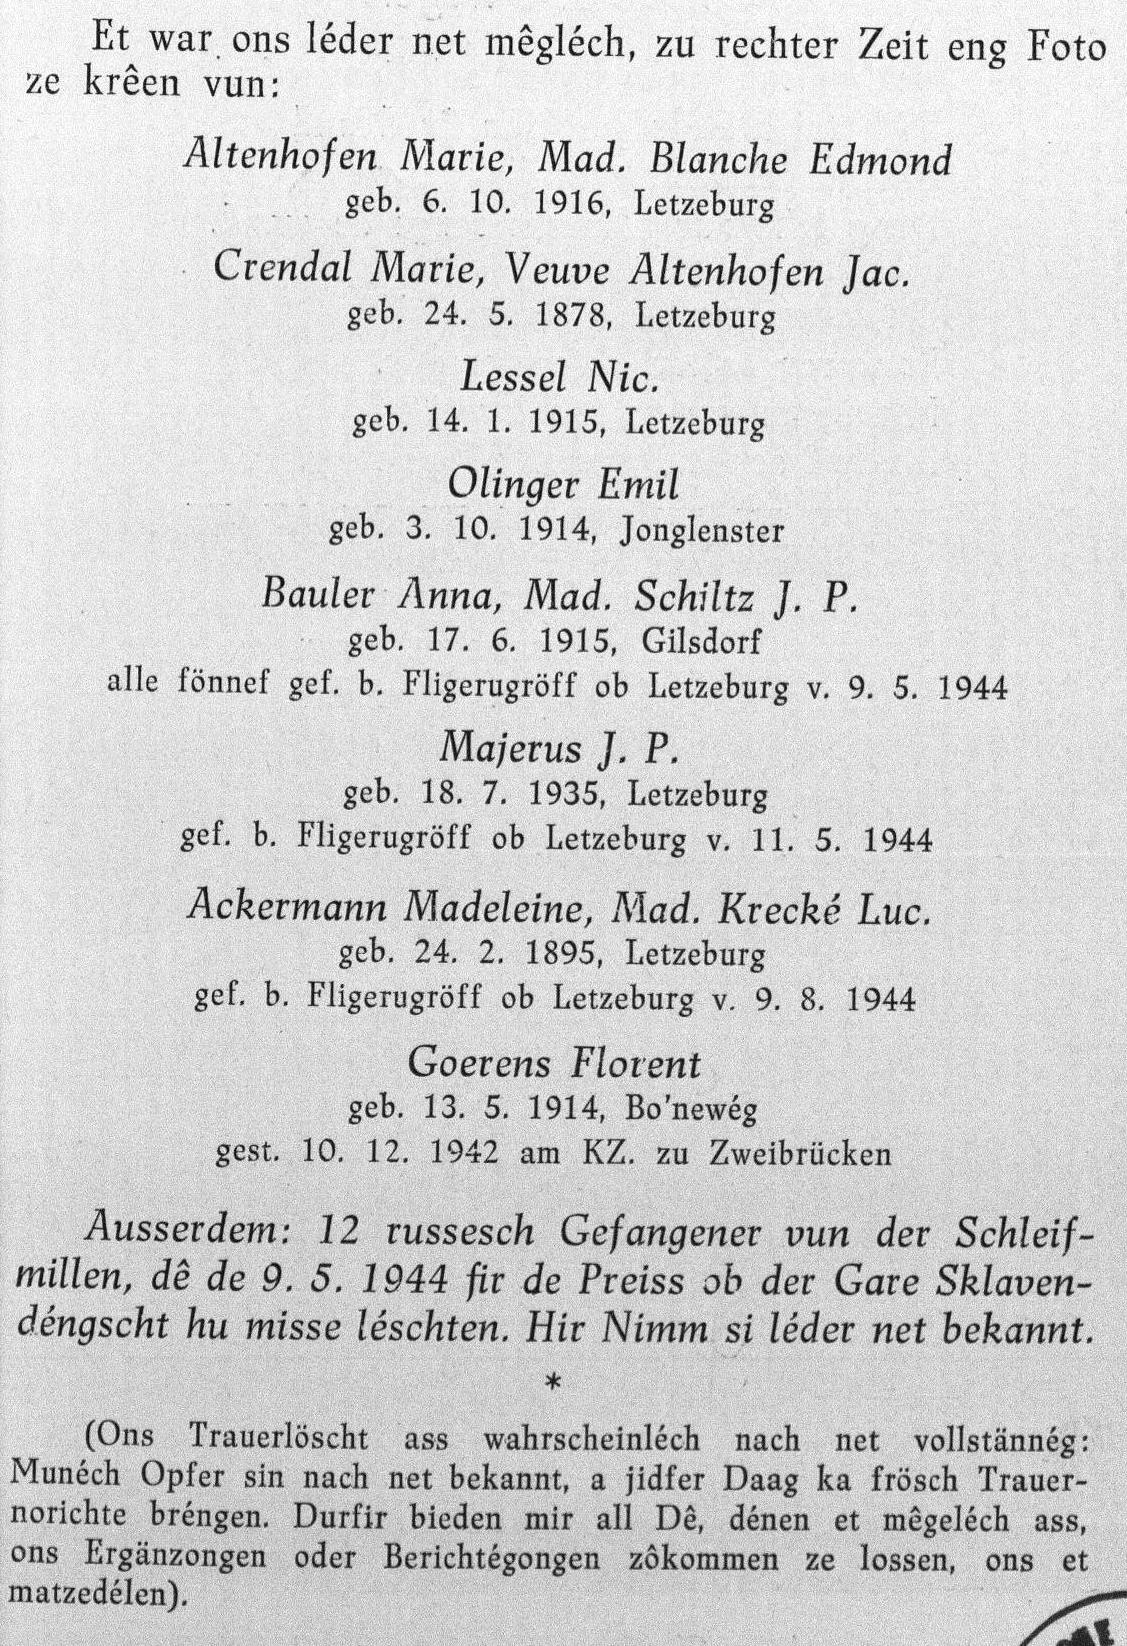 Et war ons léder net mêgléch, zu rechter Zeit eng Foto
ze krêen vun:
Altenhofen Marie, Mad. Blanche Edmond
geb. 6. 10. 1916, Letzeburg
Crendal Marie, Veuve Altenhofen Jac.
geb. 24. 5. 1878, Letzeburg
Lessel Nic.
geb. 14. 1. 1915, Letzeburg
Olinger Emil
geb. 3. 10. 1914, Jonglenster
Bauler Anna, Mad. Schiltz J. P.
geb. 17. 6. 1915, Gilsdorf
alle fönnef gef. b. Fligerugröff ob Letzeburg v. 9. 5. 1944
Majerus J. P.
geb. 18. 7. 1935, Letzeburg
gef. b. Fligerugröff ob Letzeburg v. 11. 5. 1944
Ackermann Madeleine, Mad. Krecké Luc.
geb. 24. 2. 1895, Letzeburg
gef. b. Fligerugröff ob Letzeburg v. 9. 8. 1944
Goerens Florent
geb. 13. 5. 1914, Bo'newég
gest. 10. 12. 1942 am KZ. zu Zweibrücken
Ausserdem: 12 russesch Gefangener vun der Schleif-
millen, dê de 9. 5. 1944 fir de Preiss ob der Gare Sklaven-
déngscht hu misse léschten. Hir Nimm si léder net bekannt.
*
(Ons Trauerlöscht ass wahrscheinléch nach net vollstännég:
Munéch Opfer sin nach net bekannt, a jidfer Daag ka frösch Trauer-
norichte bréngen. Durfir bieden mir all Dê, dénen et mêgeléch ass,
ons Ergänzongen oder Berichtégongen zôkommen ze lossen, ons et
matzedélen).